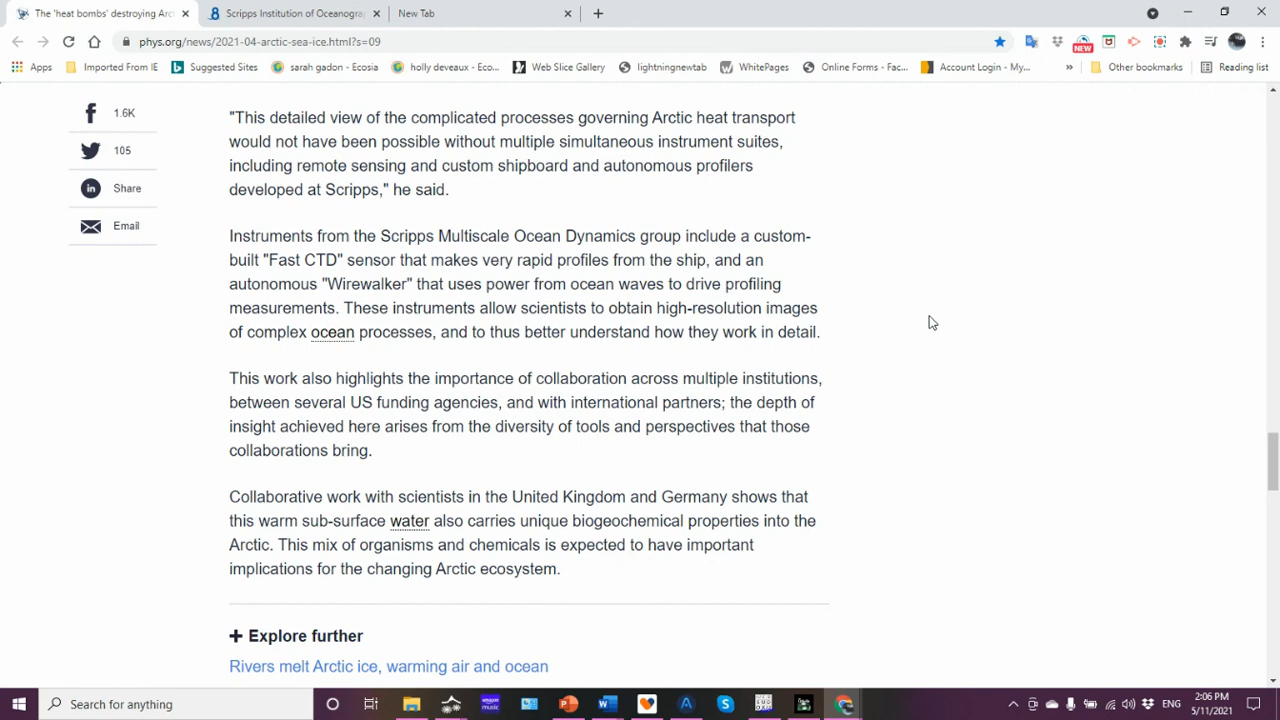 The 'heat bombs' destroying Arc
Scripps Institution of Oceanogra
New Tab
phys.org/news/2021-04-arctic-sea-ice.html?s=09
NEW
Apps Imported From IE Suggested Sites sarah gadon - Ecosia holly deveaux - Eco... Web Slice Gallery lightningnewtab WhitePages Online Forms - Fac... Account Login - My... » Other bookmarks Reading list
1.6K
105
Share
Email
"This detailed view of the complicated processes governing Arctic heat transport
would not have been possible without multiple simultaneous instrument suites,
including remote sensing and custom shipboard and autonomous profilers
developed at Scripps," he said.
Instruments from the Scripps Multiscale Ocean Dynamics group include a custom-
built "Fast CTD" sensor that makes very rapid profiles from the ship, and an
autonomous "Wirewalker" that uses power from ocean waves to drive profiling
measurements. These instruments allow scientists to obtain high-resolution images
of complex ocean processes, and to thus better understand how they work in detail.
This work also highlights the importance of collaboration across multiple institutions,
between several US funding agencies, and with international partners; the depth of
insight achieved here arises from the diversity of tools and perspectives that those
collaborations bring.
Collaborative work with scientists in the United Kingdom and Germany shows that
this warm sub-surface water also carries unique biogeochemical properties into the
Arctic. This mix of organisms and chemicals is expected to have important
implications for the changing Arctic ecosystem.
+ Explore further
Rivers melt Arctic ice, warming air and ocean
Search for anything
ENG
2:06 PM
5/11/2021